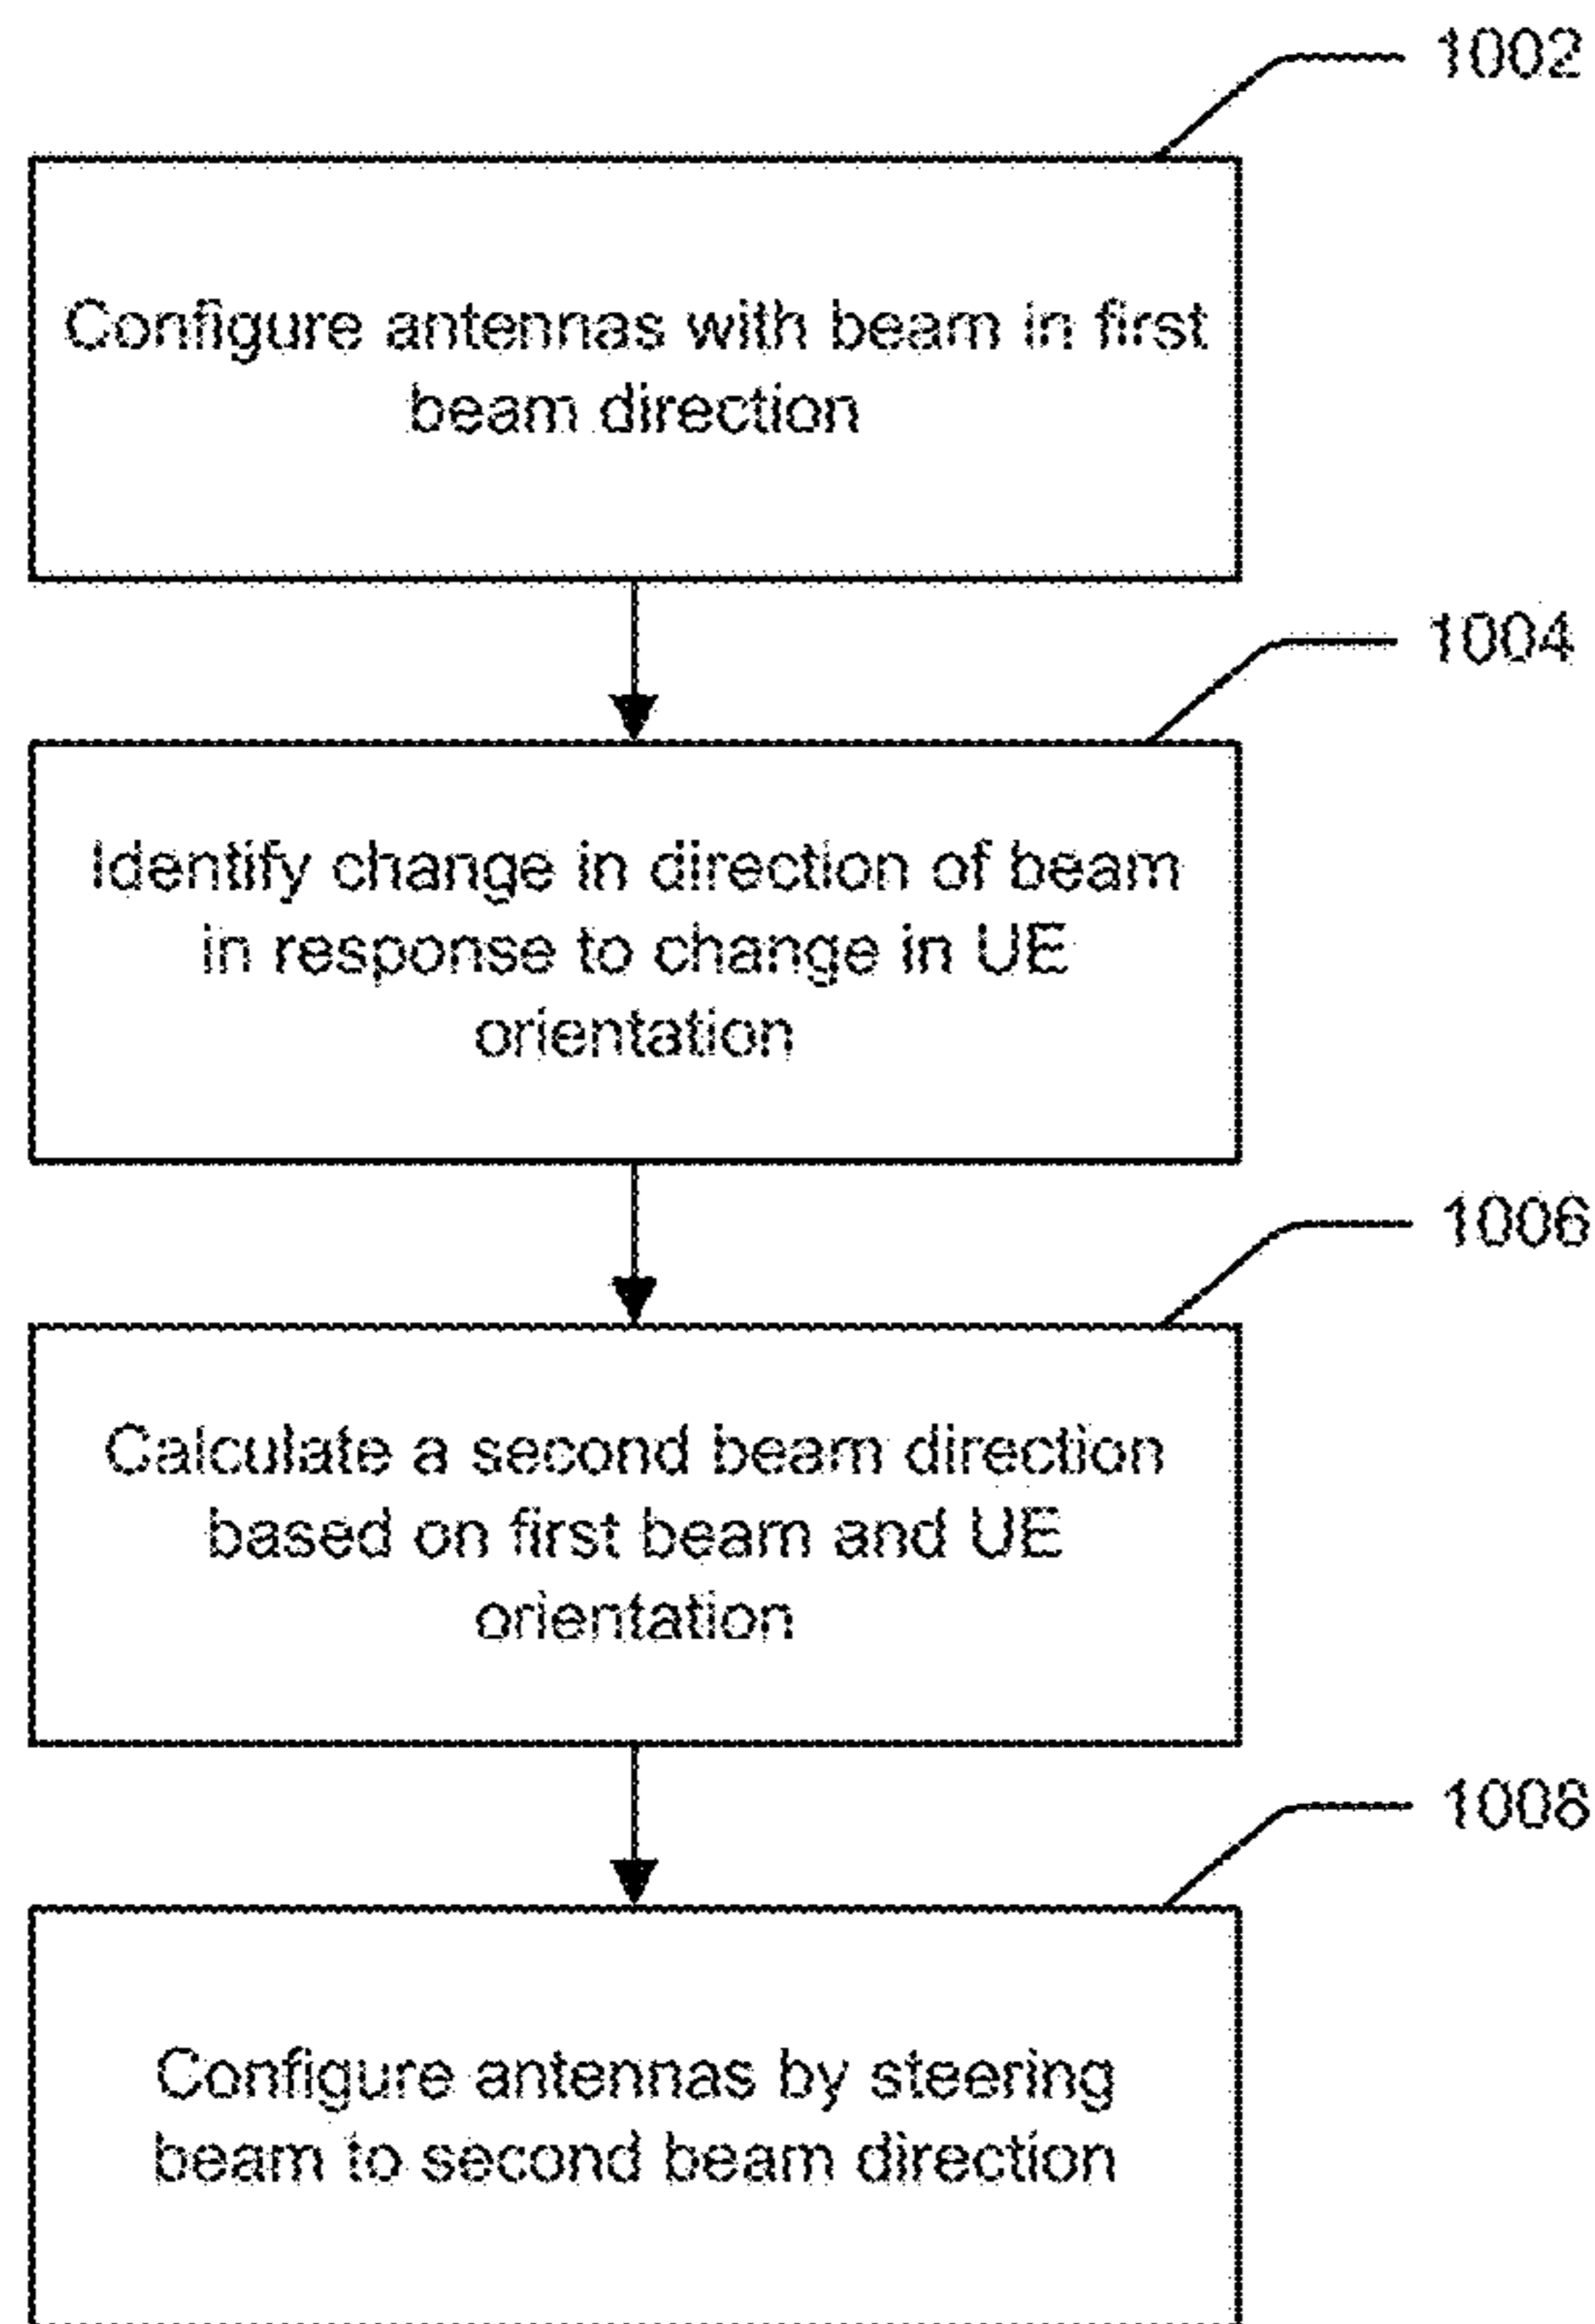 1002
Configure antennas with beam in first
beam direction
1004
Identify change in direction of beam
in response to change in UE
orientation
1006
Calculate a second beam direction
based on first beam and UE
orientation
1008
Configure antennas by steering
beam to second beam direction